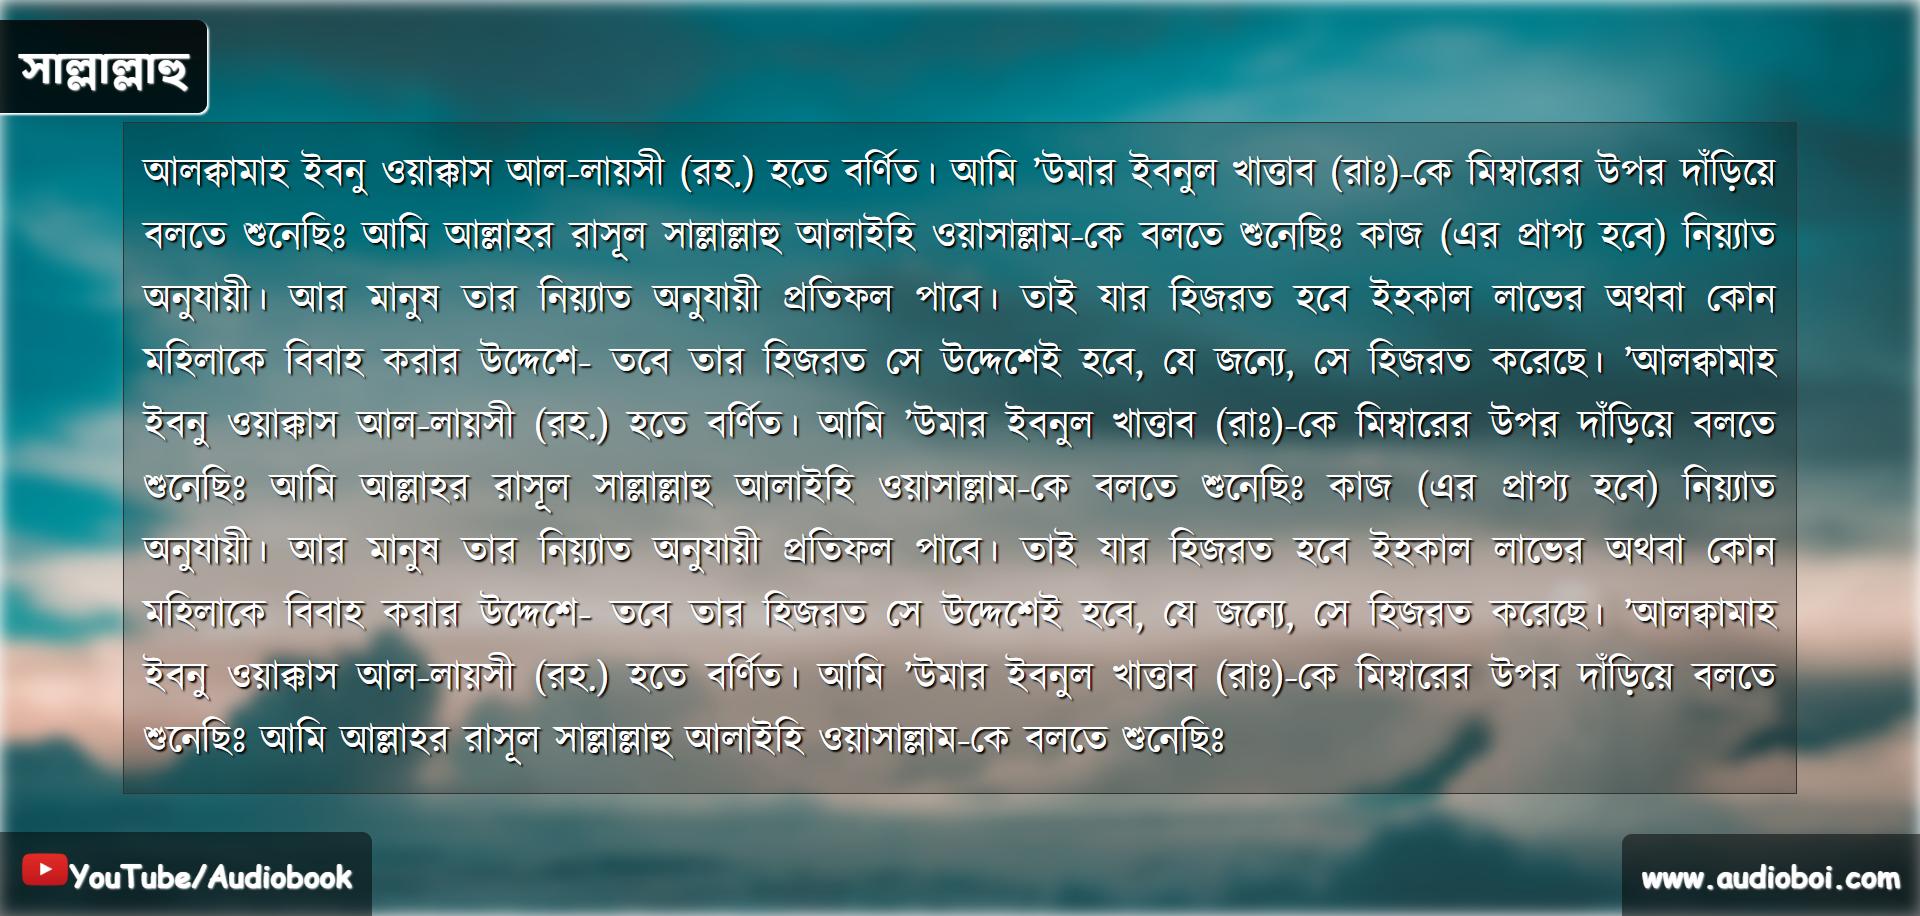 সাল্লাল্লাহু
আলক্বামাহ ইবনু ওয়াক্কাস আল-লায়সী (রহ.) হতে বর্ণিত। আমি ’উমার ইবনুল খাত্তাব (রাঃ)-কে মিম্বারের উপর দাঁড়িয়ে
বলতে শুনেছিঃ আমি আল্লাহর রাসূল সাল্লাল্লাহু আলাইহি ওয়াসাল্লাম-কে বলতে শুনেছিঃ কাজ (এর প্রাপ্য হবে) নিয়্যাত
অনুযায়ী। আর মানুষ তার নিয়্যাত অনুযায়ী প্রতিফল পাবে। তাই যার হিজরত হবে ইহকাল লাভের অথবা কোন
মহিলাকে বিবাহ করার উদ্দেশে- তবে তার হিজরত সে উদ্দেশেই হবে, যে জন্যে, সে হিজরত করেছে। ’আলক্বামাহ
ইবনু ওয়াক্কাস আল-লায়সী (রহ.) হতে বর্ণিত। আমি ’উমার ইবনুল খাত্তাব (রাঃ)-কে মিম্বারের উপর দাঁড়িয়ে বলতে
শুনেছিঃ আমি আল্লাহর রাসূল সাল্লাল্লাহু আলাইহি ওয়াসাল্লাম-কে বলতে শুনেছিঃ কাজ (এর প্রাপ্য হবে) নিয়্যাত
অনুযায়ী। আর মানুষ তার নিয়্যাত অনুযায়ী প্রতিফল পাবে। তাই যার হিজরত হবে ইহকাল লাভের অথবা কোন
মহিলাকে বিবাহ করার উদ্দেশে- তবে তার হিজরত সে উদ্দেশেই হবে, যে জন্যে, সে হিজরত করেছে। ’আলক্বামাহ
ইবনু ওয়াক্কাস আল-লায়সী (রহ.) হতে বর্ণিত। আমি ’উমার ইবনুল খাত্তাব (রাঃ)-কে মিম্বারের উপর দাঁড়িয়ে বলতে
শুনেছিঃ আমি আল্লাহর রাসূল সাল্লাল্লাহু আলাইহি ওয়াসাল্লাম-কে বলতে শুনেছিঃ
YouTube/Audiobook
www.audioboi.com